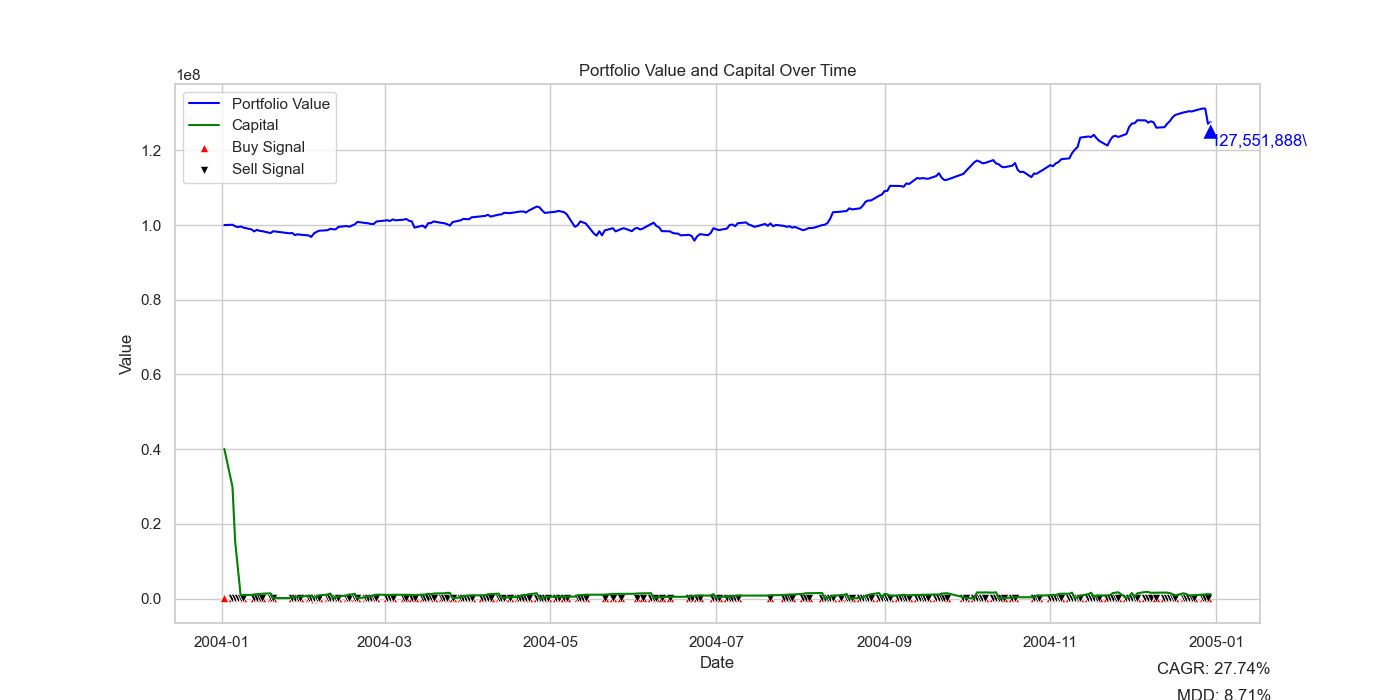 Portfolio Value and Capital Over Time
1e8
Portfolio Value
Capital
Buy Signal
Sell Signal
127,551,888\
1.2
1.0
0.8
0.6
0.4
0.2
0.0
Value
2004-01
2004-03
2004-05
2004-07
2004-09
2004-11
2005-01
Date
CAGR: 27.74%
MDD: 8.71%